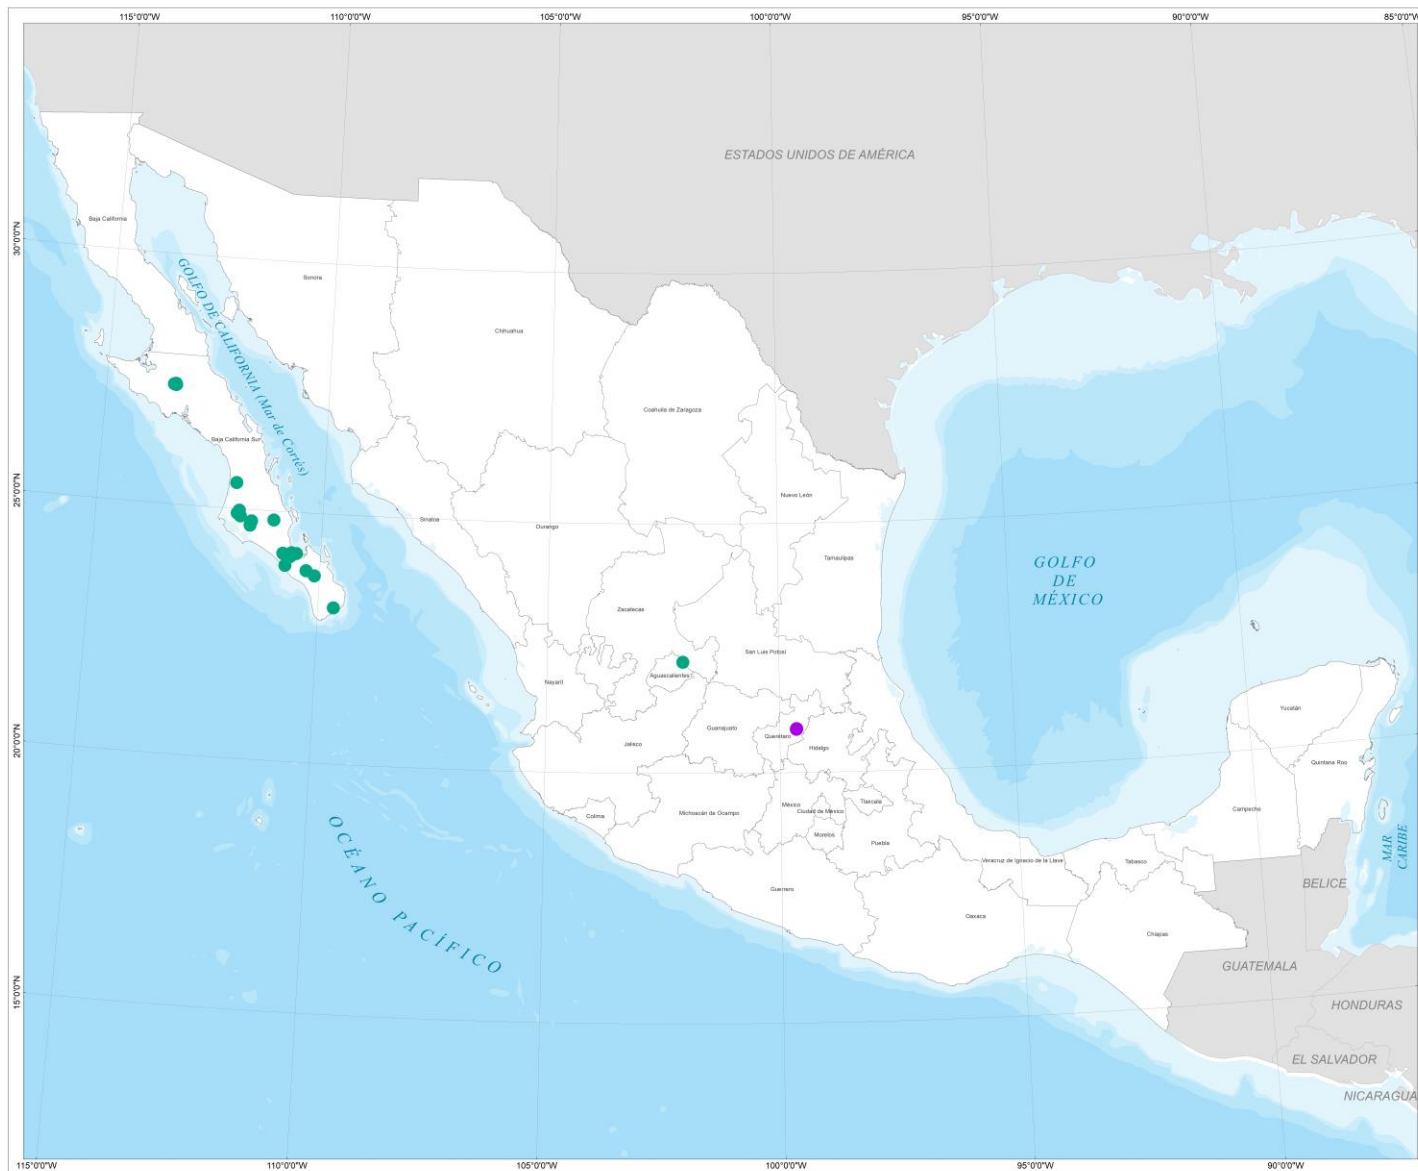 115°0'0"W 110°0'0"W 105°0'0"W 100°0'0"W 95°0'0"W 90°0'0"W 85°0'0"W
ESTADOS UNIDOS DE AMÉRICA
Baja California
30°0'0"N
GOLFO DE CALIFORNIA (Mar de Cortés)
Sonora
Chihuahua
Coahuila de Zaragoza
Baja California Sur
25°0'0"N
Nuevo León
Sinaloa
Durango
Tamaulipas
GOLFO
DE
MÉXICO
Zacatecas
San Luis Potosí
Nayarit
Aguascalientes
Yucatán
20°0'0"N
Guanajuato
Querétaro
Jalisco
Hidalgo
Quintana Roo
México
Tlaxcala
Campeche
Colima
Michoacán de Ocampo
Ciudad de México
Morelos
Puebla
MAR
CARIBE
Veracruz de Ignacio de la Llave
Tabasco
BELICE
Guerrero
OCÉANO PACÍFICO
Oaxaca
Chiapas
GUATEMALA
15°0'0"N
HONDURAS
EL SALVADOR
NICARAGUA
115°0'0"W 110°0'0"W 105°0'0"W 100°0'0"W 95°0'0"W 90°0'0"W